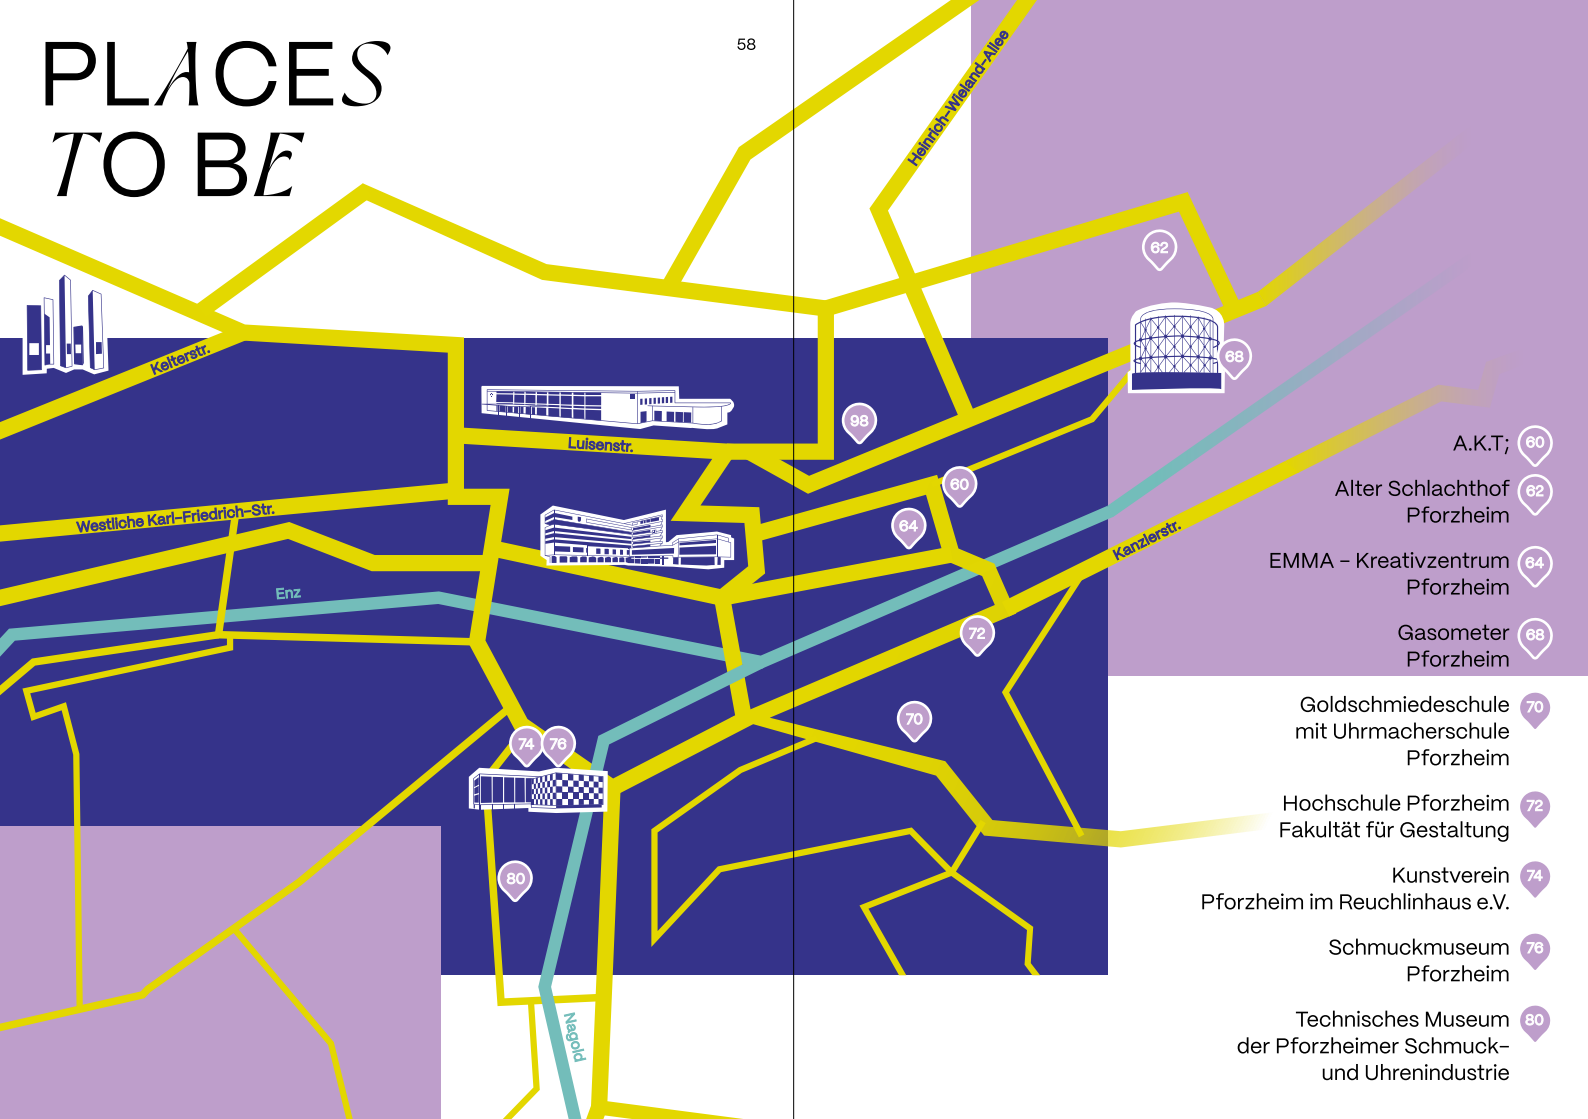 PLACES
TO BE
58
Heinrich-Wieland-Allee
62
68
Kelterstr.
98
Luisenstr.
60
Westliche Karl-Friedrich-Str.
64
Kanzlerstr.
Enz
72
70
74
76
80
Nagold
A.K.T; 60
Alter Schlachthof 62
Pforzheim
EMMA – Kreativzentrum 64
Pforzheim
Gasometer 68
Pforzheim
Goldschmiedeschule 70
mit Uhrmacherschule
Pforzheim
Hochschule Pforzheim 72
Fakultät für Gestaltung
Kunstverein 74
Pforzheim im Reuchlinhaus e.V.
Schmuckmuseum 76
Pforzheim
Technisches Museum 80
der Pforzheimer Schmuck-
und Uhrenindustrie